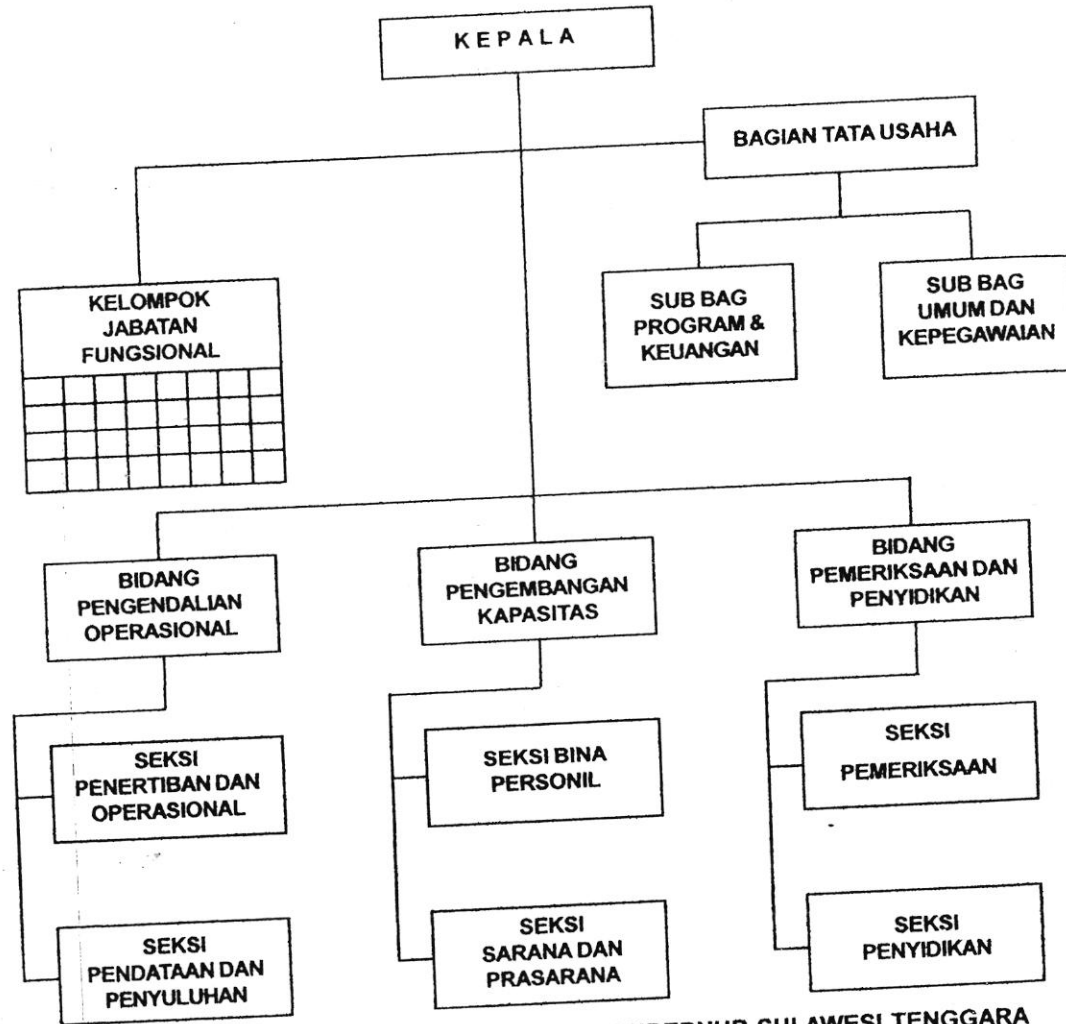 K E P A L A
BAGIAN TATA USAHA
KELOMPOK
JABATAN
FUNGSIONAL
SUB BAG
PROGRAM &
KEUANGAN
SUB BAG
UMUM DAN
KEPEGAWAIAN
BIDANG
PENGENDALIAN
OPERASIONAL
BIDANG
PENGEMBANGAN
KAPASITAS
BIDANG
PEMERIKSAAN DAN
PENYIDIKAN
SEKSI
PENERTIBAN DAN
OPERASIONAL
SEKSI BINA
PERSONIL
SEKSI
PEMERIKSAAN
SEKSI
PENDATAAN DAN
PENYULUHAN
SEKSI
SARANA DAN
PRASARANA
SEKSI
PENYIDIKAN
SULAWESI TENGGARA